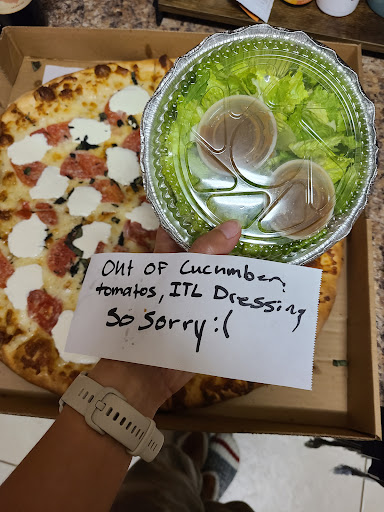 Out OF Cucumber,
tomatos, ITL Dressing
So Sorry :(